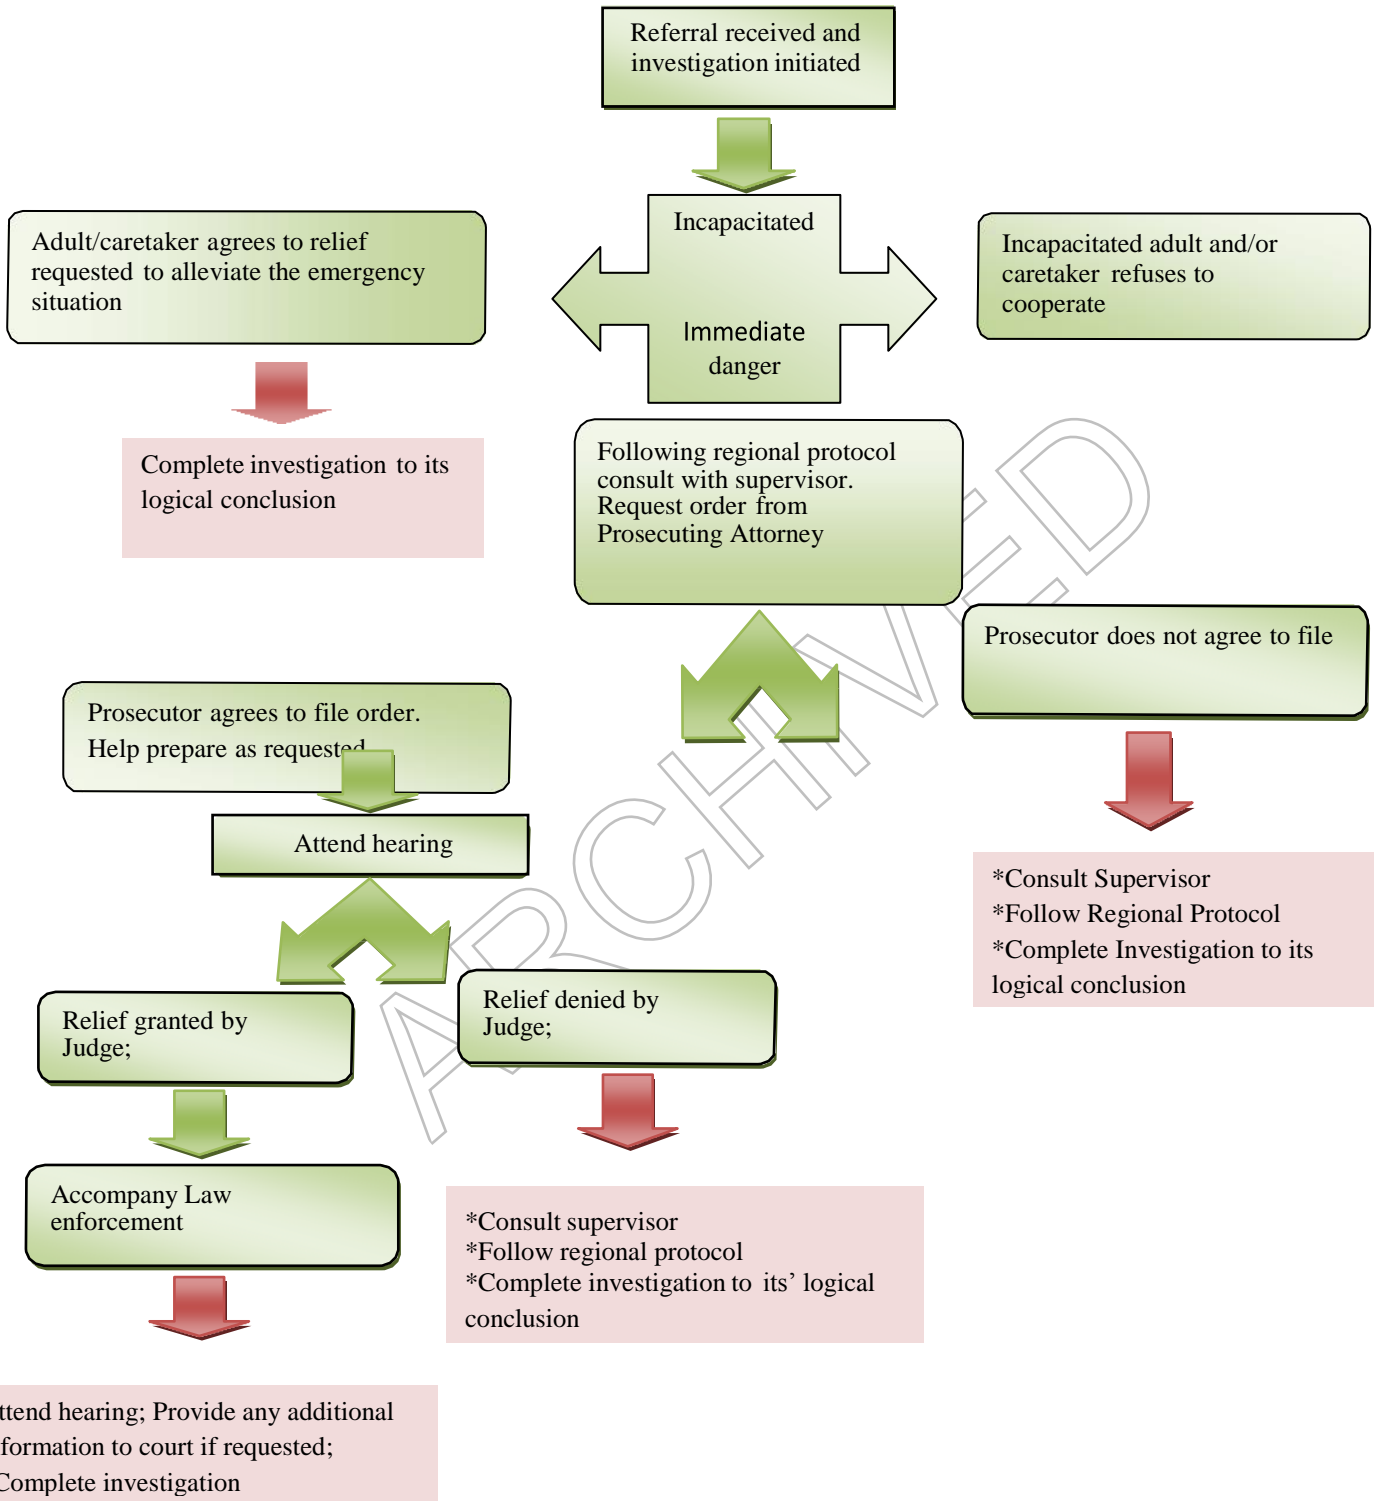 Referral received and
investigation initiated
Incapacitated
Immediate
danger
Adult/caretaker agrees to relief
requested to alleviate the emergency
situation
Incapacitated adult and/or
caretaker refuses to
cooperate
Complete investigation to its
logical conclusion
Following regional protocol
consult with supervisor.
Request order from
Prosecuting Attorney
Prosecutor does not agree to file
Prosecutor agrees to file order.
Help prepare as requested
Attend hearing
*Consult Supervisor
*Follow Regional Protocol
*Complete Investigation to its
logical conclusion
Relief granted by
Judge;
Relief denied by
Judge;
Accompany Law
enforcement
*Consult supervisor
*Follow regional protocol
*Complete investigation to its’ logical
conclusion
ttend hearing; Provide any additional
formation to court if requested;
Complete investigation
ARCHIVED